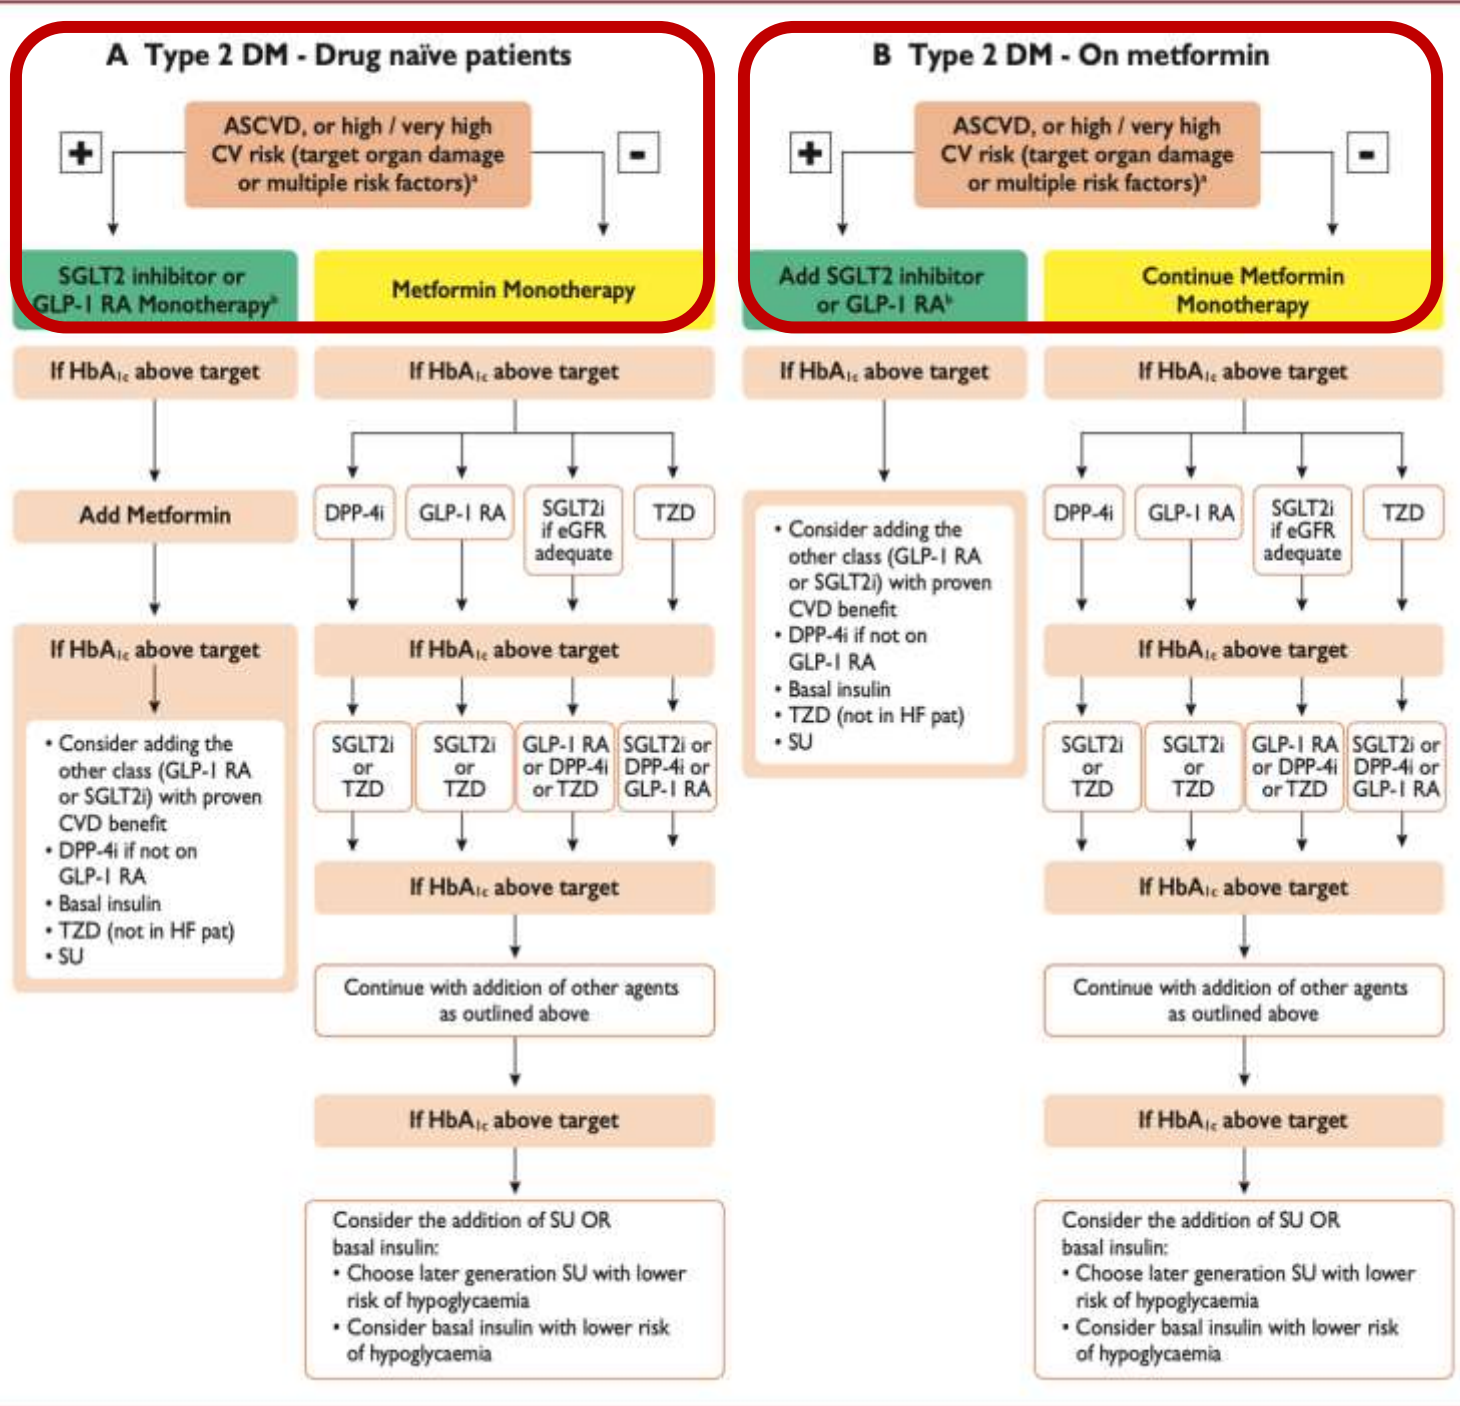 A Type 2 DM - Drug naïve patients
+
ASCVD, or high / very high
CV risk (target organ damage
or multiple risk factors)ᵃ
-
SGLT2 inhibitor or
GLP-1 RA Monotherapyᵇ
Metformin Monotherapy
If HbA1c above target
If HbA1c above target
Add Metformin
DPP-4i
GLP-1 RA
SGLT2i
if eGFR
adequate
TZD
If HbA1c above target
If HbA1c above target
• Consider adding the
other class (GLP-1 RA
or SGLT2i) with proven
CVD benefit
• DPP-4i if not on
GLP-1 RA
• Basal insulin
• TZD (not in HF pat)
• SU
SGLT2i
or
TZD
SGLT2i
or
TZD
GLP-1 RA
or DPP-4i
or TZD
SGLT2i or
DPP-4i or
GLP-1 RA
If HbA1c above target
Continue with addition of other agents
as outlined above
If HbA1c above target
Consider the addition of SU OR
basal insulin:
• Choose later generation SU with lower
risk of hypoglycaemia
• Consider basal insulin with lower risk
of hypoglycaemia
B Type 2 DM - On metformin
+
ASCVD, or high / very high
CV risk (target organ damage
or multiple risk factors)ᵃ
-
Add SGLT2 inhibitor
or GLP-1 RAᵇ
Continue Metformin
Monotherapy
If HbA1c above target
If HbA1c above target
• Consider adding the
other class (GLP-1 RA
or SGLT2i) with proven
CVD benefit
• DPP-4i if not on
GLP-1 RA
• Basal insulin
• TZD (not in HF pat)
• SU
DPP-4i
GLP-1 RA
SGLT2i
if eGFR
adequate
TZD
If HbA1c above target
SGLT2i
or
TZD
SGLT2i
or
TZD
GLP-1 RA
or DPP-4i
or TZD
SGLT2i or
DPP-4i or
GLP-1 RA
If HbA1c above target
Continue with addition of other agents
as outlined above
If HbA1c above target
Consider the addition of SU OR
basal insulin:
• Choose later generation SU with lower
risk of hypoglycaemia
• Consider basal insulin with lower risk
of hypoglycaemia